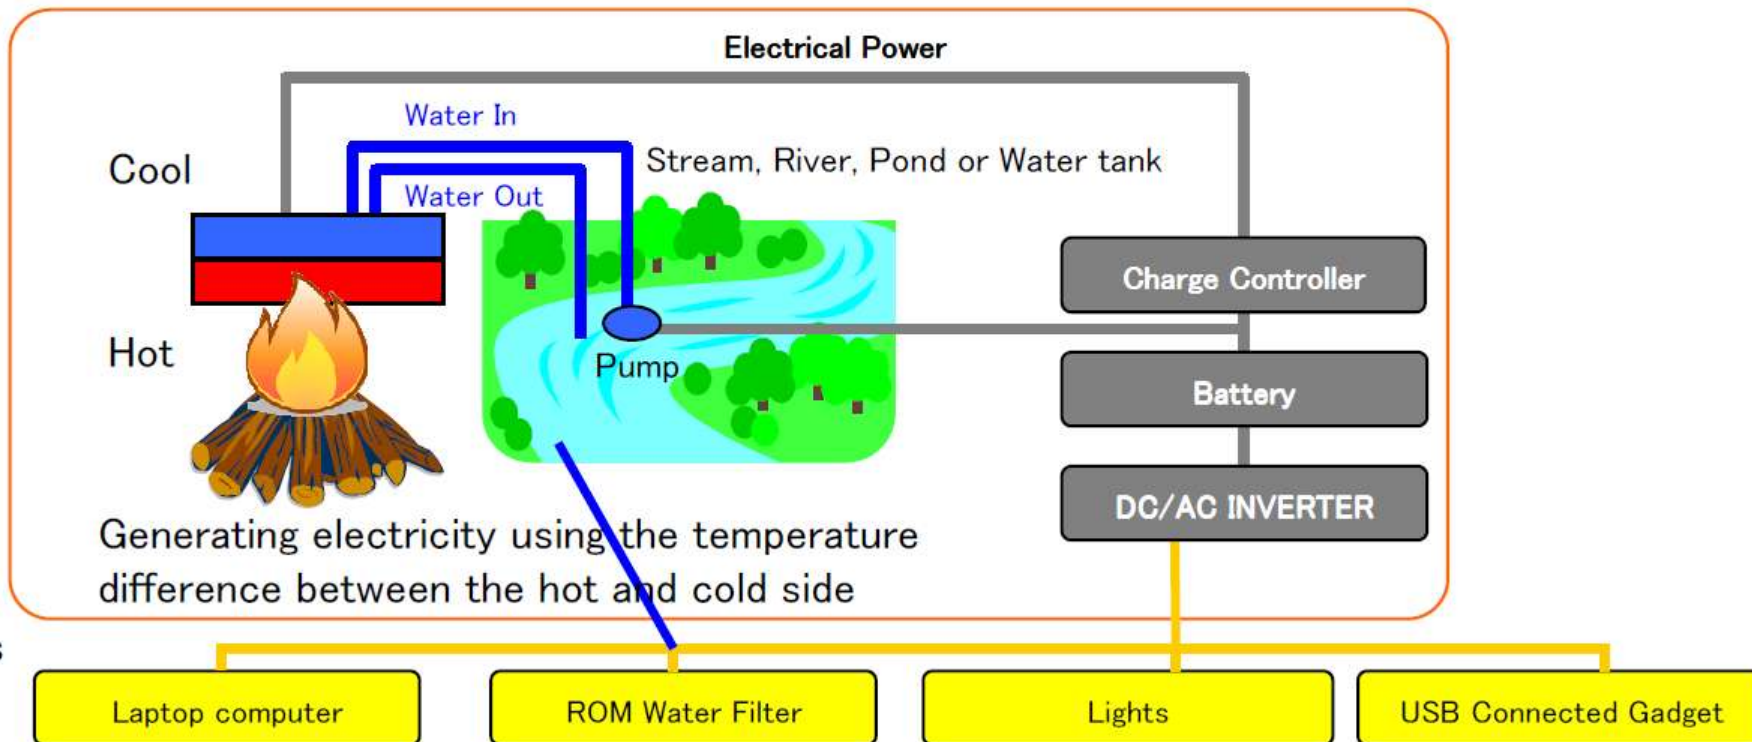 Electrical Power
Water In
Cool
Stream, River, Pond or Water tank
Water Out
Charge Controller
Hot
Pump
Battery
DC/AC INVERTER
Generating electricity using the temperature
difference between the hot and cold side
s
Laptop computer
ROM Water Filter
Lights
USB Connected Gadget